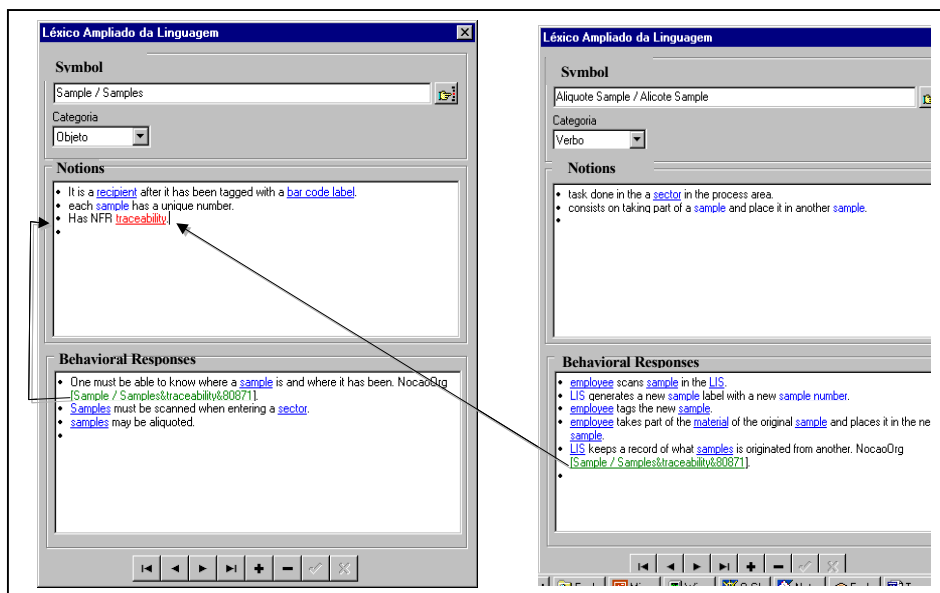 Léxico Ampliado da Linguagem
Symbol
Sample / Samples
Categoria
Objeto
Notions
• It is a recipient after it has been tagged with a bar code label.
• each sample has a unique number.
• Has NFR traceability.
•
Behavioral Responses
• One must be able to know where a sample is and where it has been. NocaoOrg
[Sample / Samples&traceability&80871].
• Samples must be scanned when entering a sector.
• samples may be aliquoted.
•
Léxico Ampliado da Linguagem
Symbol
Aliquote Sample / Alicote Sample
Categoria
Verbo
Notions
• task done in the a sector in the process area.
• consists on taking part of a sample and place it in another sample.
•
Behavioral Responses
• employee scans sample in the LIS.
• LIS generates a new sample label with a new sample number.
• employee tags the new sample.
• employee takes part of the material of the original sample and places it in the ne
sample.
• LIS keeps a record of what samples is originated from another. NocaoOrg
[Sample / Samples&traceability&80871].
•